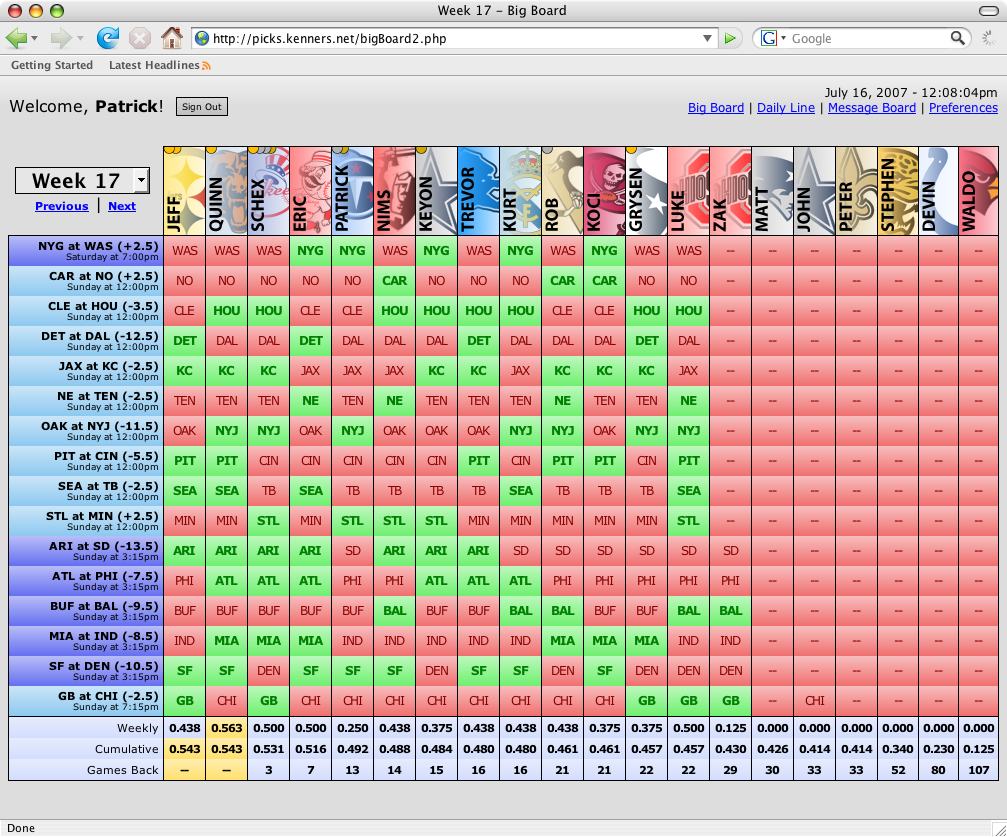 Week 17 – Big Board
http://picks.kenners.net/bigBoard2.php
G Google
Getting Started Latest Headlines
July 16, 2007 - 12:08:04pm
Welcome, Patrick! Sign Out
Big Board | Daily Line | Message Board | Preferences
Week 17
Previous | Next
JEFF QUINN SCHEX ERIC PATRICK NIMS KEYON TREVOR KURT ROB KOCI GRYSEN LUKE ZAK MATT JOHN PETER STEPHEN DEVIN WALDO
NYG at WAS (+2.5) WAS WAS WAS NYG NYG WAS NYG WAS NYG WAS NYG WAS WAS -- -- -- -- -- -- --
Saturday at 7:00pm
CAR at NO (+2.5) NO NO NO NO NO CAR NO NO NO CAR CAR NO NO -- -- -- -- -- -- --
Sunday at 12:00pm
CLE at HOU (-3.5) CLE HOU HOU CLE CLE HOU HOU HOU HOU CLE CLE HOU HOU -- -- -- -- -- -- --
Sunday at 12:00pm
DET at DAL (-12.5) DET DAL DAL DET DAL DAL DAL DET DAL DAL DAL DET DAL -- -- -- -- -- -- --
Sunday at 12:00pm
JAX at KC (-2.5) KC KC KC JAX JAX JAX KC KC JAX KC KC KC JAX -- -- -- -- -- -- --
Sunday at 12:00pm
NE at TEN (-2.5) TEN TEN TEN NE TEN NE TEN TEN TEN NE TEN TEN NE -- -- -- -- -- -- --
Sunday at 12:00pm
OAK at NYJ (-11.5) OAK NYJ NYJ OAK NYJ OAK OAK OAK NYJ NYJ OAK NYJ NYJ -- -- -- -- -- -- --
Sunday at 12:00pm
PIT at CIN (-5.5) PIT PIT CIN CIN CIN CIN CIN PIT CIN PIT PIT CIN PIT -- -- -- -- -- -- --
Sunday at 12:00pm
SEA at TB (-2.5) SEA SEA TB SEA TB TB TB TB SEA TB TB TB SEA -- -- -- -- -- -- --
Sunday at 12:00pm
STL at MIN (+2.5) MIN MIN STL MIN STL STL STL MIN MIN MIN MIN MIN STL -- -- -- -- -- -- --
Sunday at 12:00pm
ARI at SD (-13.5) ARI ARI ARI ARI SD ARI ARI ARI SD SD SD SD SD SD -- -- -- -- -- --
Sunday at 3:15pm
ATL at PHI (-7.5) PHI ATL ATL ATL PHI PHI ATL ATL ATL PHI PHI PHI PHI PHI -- -- -- -- -- --
Sunday at 3:15pm
BUF at BAL (-9.5) BUF BUF BUF BUF BUF BAL BUF BUF BAL BAL BUF BUF BAL BAL -- -- -- -- -- --
Sunday at 3:15pm
MIA at IND (-8.5) IND MIA MIA MIA IND IND IND IND IND MIA MIA MIA IND IND -- -- -- -- -- --
Sunday at 3:15pm
SF at DEN (-10.5) SF SF DEN SF SF SF DEN SF SF DEN SF DEN DEN DEN -- -- -- -- -- --
Sunday at 3:15pm
GB at CHI (-2.5) GB CHI GB CHI CHI CHI CHI CHI CHI CHI CHI GB GB GB -- CHI -- -- -- --
Sunday at 7:15pm
Weekly 0.438 0.563 0.500 0.500 0.250 0.438 0.375 0.438 0.438 0.438 0.375 0.375 0.500 0.125 0.000 0.000 0.000 0.000 0.000 0.000
Cumulative 0.543 0.543 0.531 0.516 0.492 0.488 0.484 0.480 0.480 0.461 0.461 0.457 0.457 0.430 0.426 0.414 0.414 0.340 0.230 0.125
Games Back -- -- 3 7 13 14 15 16 16 21 21 22 22 29 30 33 33 52 80 107
Done